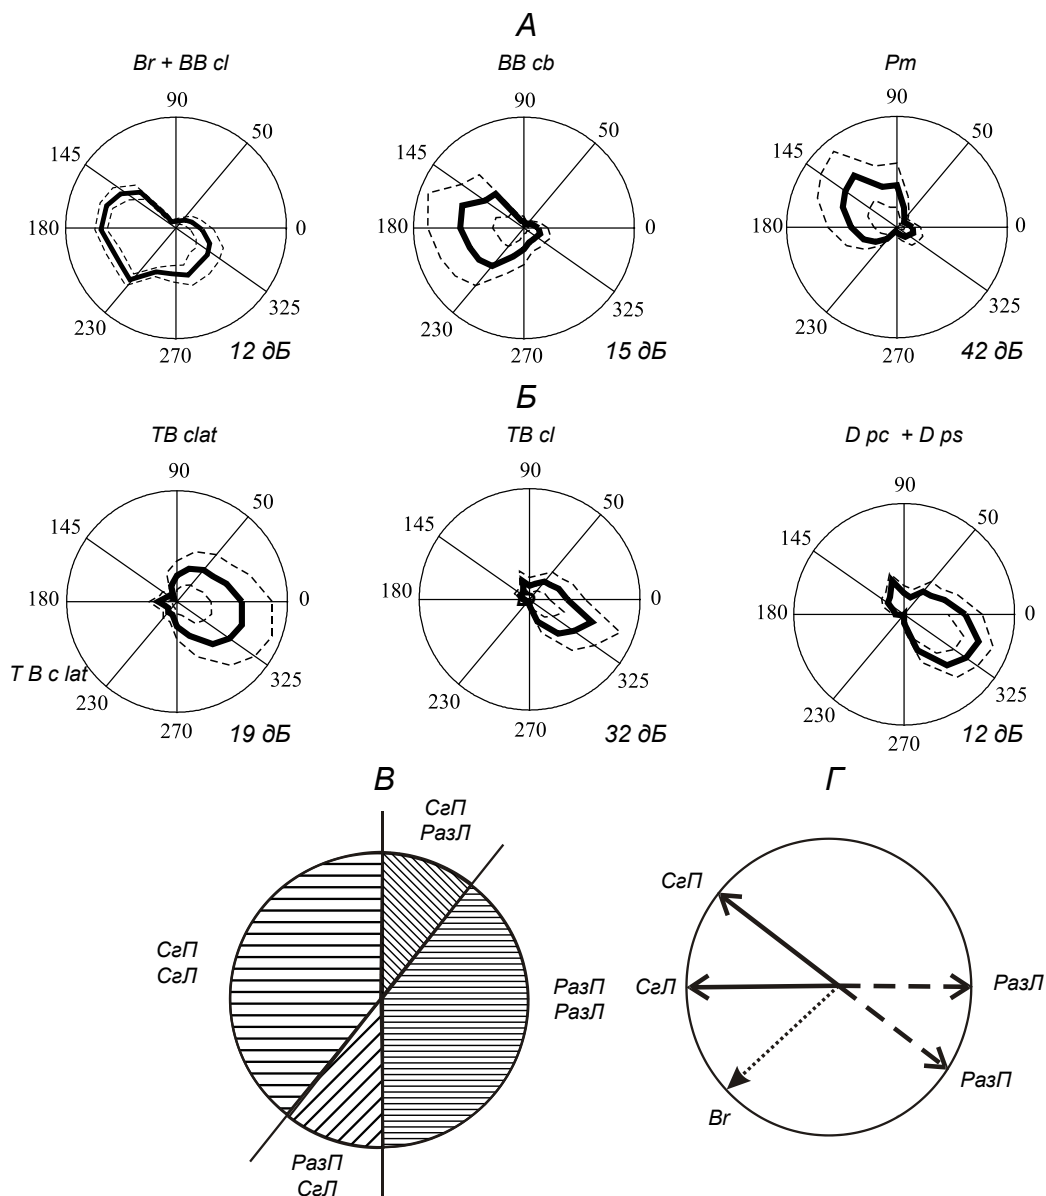 А
Br + BB cl BB cb Pm
90 90 90
50 50 50
145 145 145
180 0 180 0 180 0
325 325 325
230 230 230
270 270 270
12 дБ 15 дБ 42 дБ
Б
TB clat TB cl D pc + D ps
90 90 90
50 50 50
145 145 145
180 0 180 0 180 0
T B c lat
325 325 325
230 230 230
270 270 270
19 дБ 32 дБ 12 дБ
В Г
СгП
РазЛ
СгП
СгЛ
РазП
РазЛ
РазП
СгЛ
СгП
СгЛ РазЛ
РазП
Br